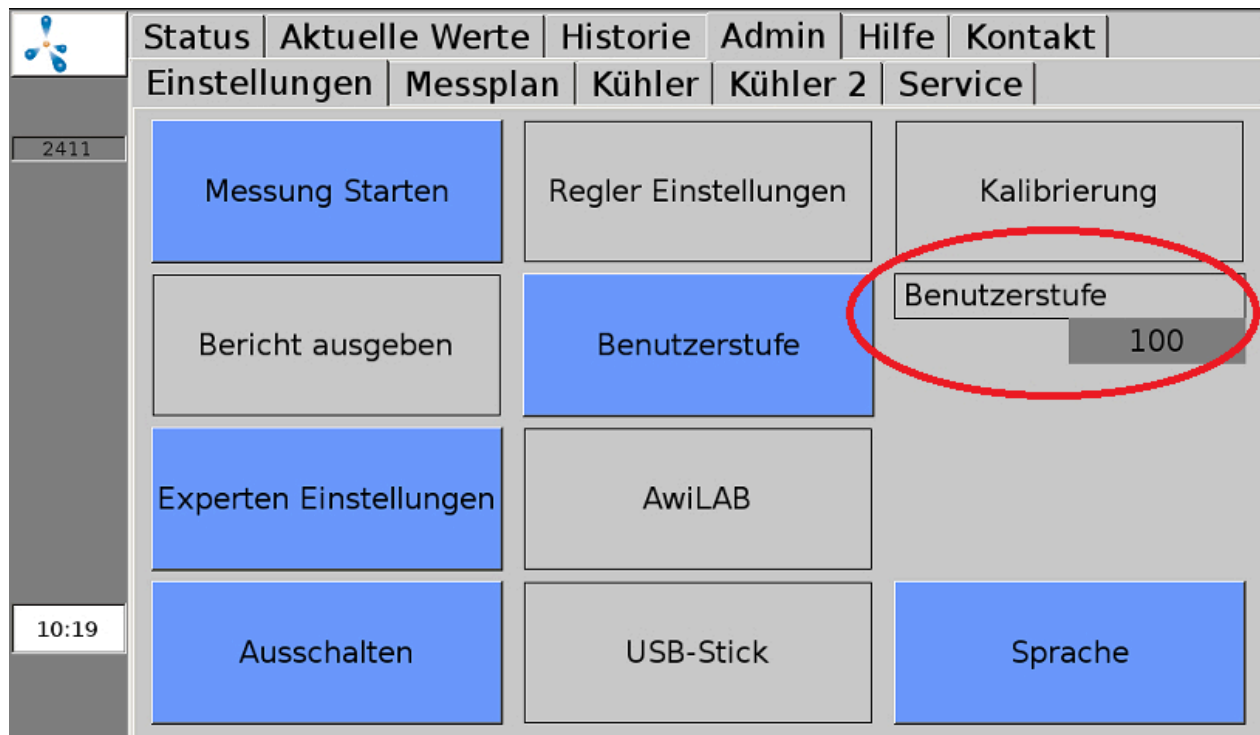 Status Aktuelle Werte Historie Admin Hilfe Kontakt
Einstellungen Messplan Kühler Kühler 2 Service
2411
Messung Starten Regler Einstellungen Kalibrierung
Benutzerstufe
100
Bericht ausgeben Benutzerstufe
Experten Einstellungen AwiLAB
10:19
Ausschalten USB-Stick Sprache